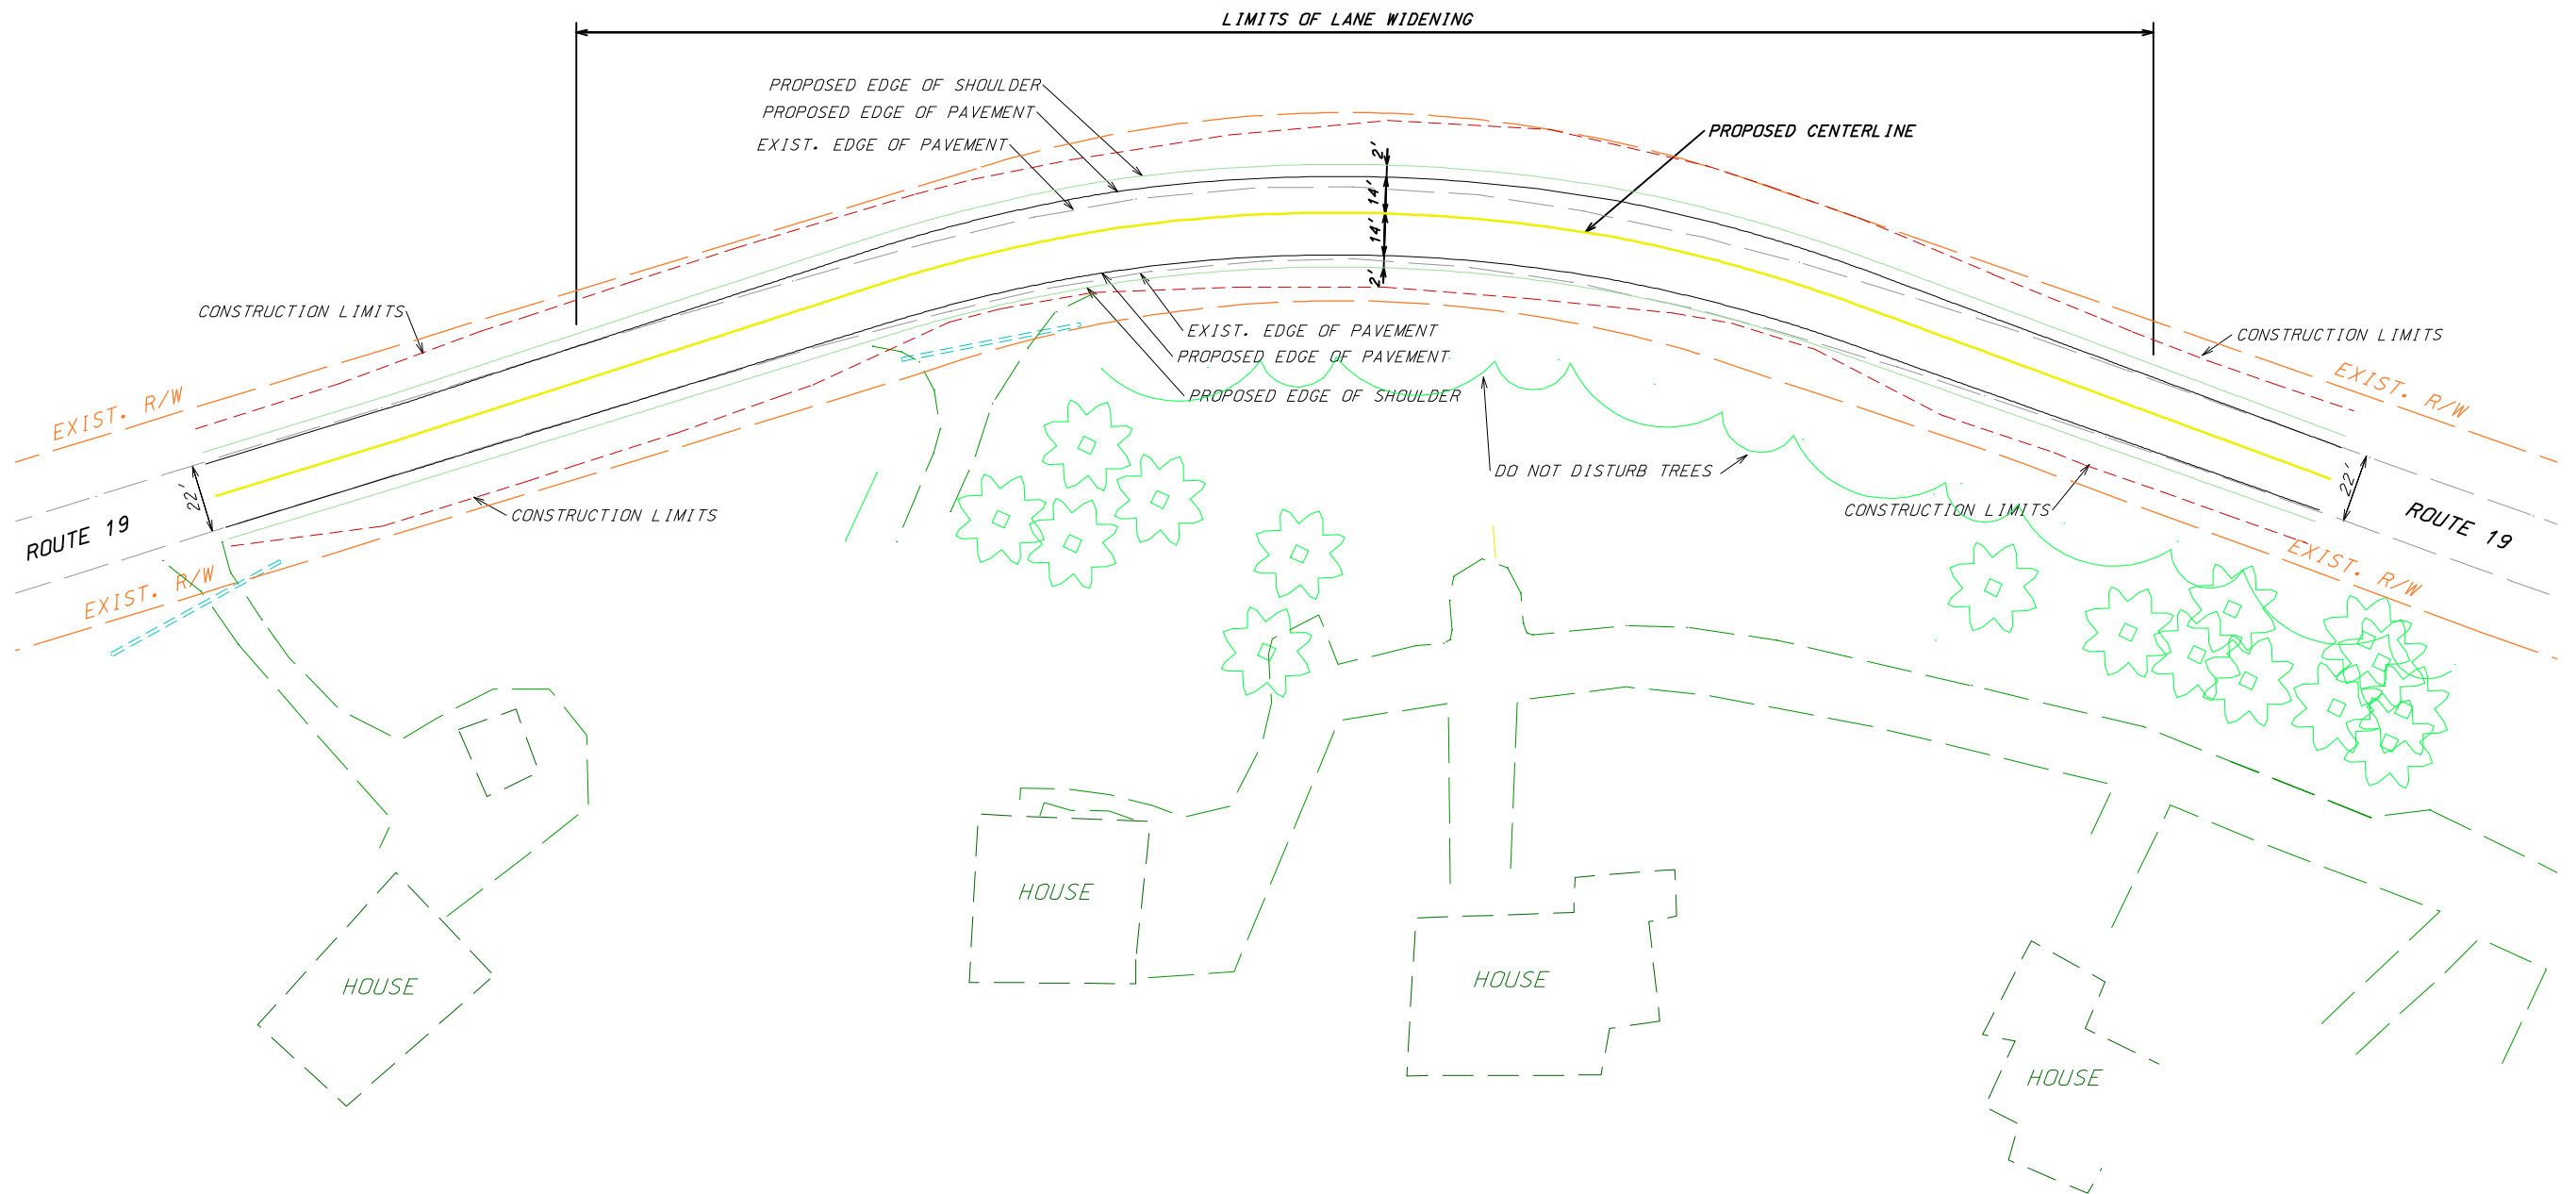 LIMITS OF LANE WIDENING
PROPOSED EDGE OF SHOULDER
PROPOSED EDGE OF PAVEMENT
EXIST. EDGE OF PAVEMENT
PROPOSED CENTERLINE
2'
14'
14'
2'
CONSTRUCTION LIMITS
EXIST. EDGE OF PAVEMENT
PROPOSED EDGE OF PAVEMENT
PROPOSED EDGE OF SHOULDER
CONSTRUCTION LIMITS
EXIST. R/W
EXIST. R/W
DO NOT DISTURB TREES
22'
22'
CONSTRUCTION LIMITS
CONSTRUCTION LIMITS
ROUTE 19
ROUTE 19
EXIST. R/W
EXIST. R/W
HOUSE
HOUSE
HOUSE
HOUSE